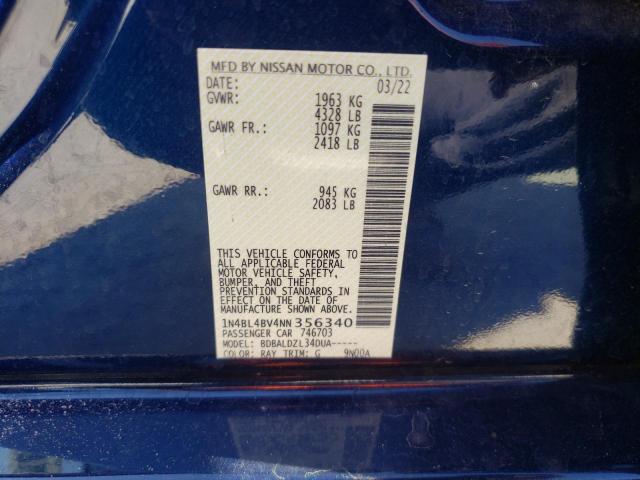 MFD BY NISSAN MOTOR CO., LTD.
DATE: 03/22
GVWR: 1963 KG
4328 LB
GAWR FR.: 1097 KG
2418 LB
GAWR RR.: 945 KG
2083 LB
THIS VEHICLE CONFORMS TO
ALL APPLICABLE FEDERAL
MOTOR VEHICLE SAFETY,
BUMPER, AND THEFT
PREVENTION STANDARDS IN
EFFECT ON THE DATE OF
MANUFACTURE SHOWN ABOVE.
1N4BL4BV4NN356340
PASSENGER CAR 746703
MODEL: BDBALDZL34DUA-----
COLOR: RAY TRIM: G 9N00A